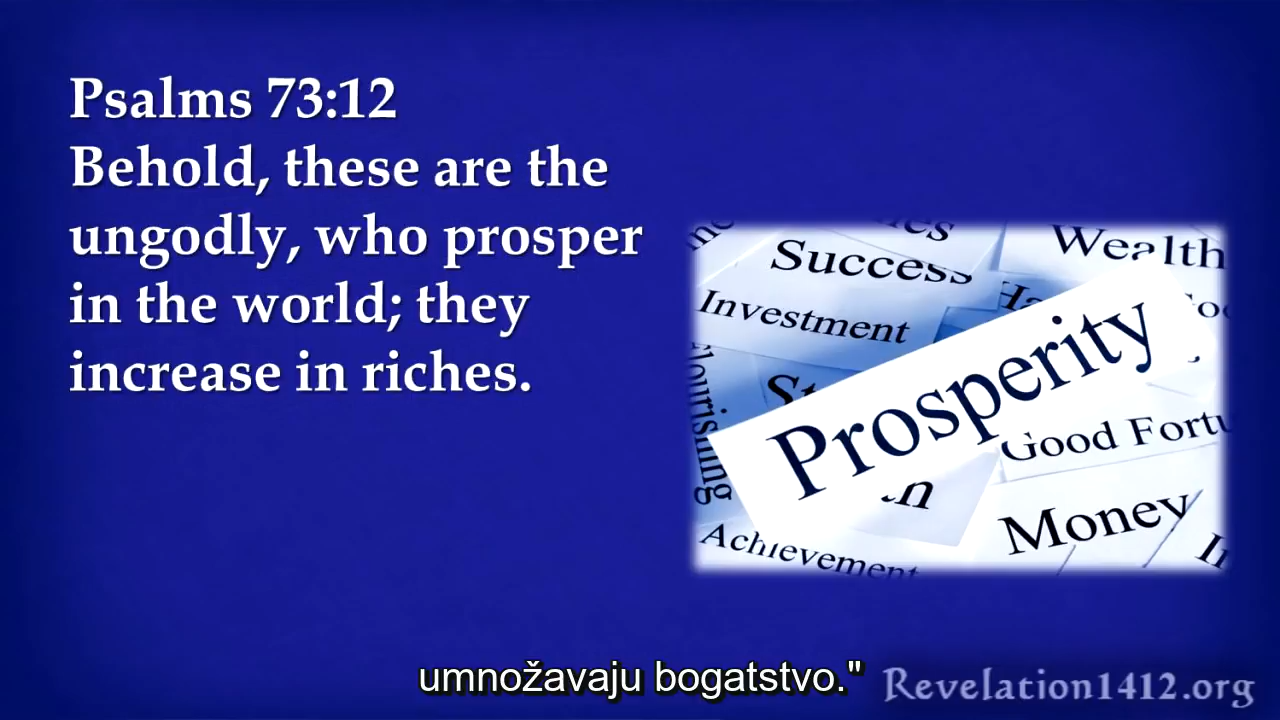 Psalms 73:12
Behold, these are the
ungodly, who prosper
in the world; they
increase in riches.
Success
Wealth
Investment
Prosperity
Good
Money
Achievement
umnožavaju bogatstvo."
Revelation1412.org